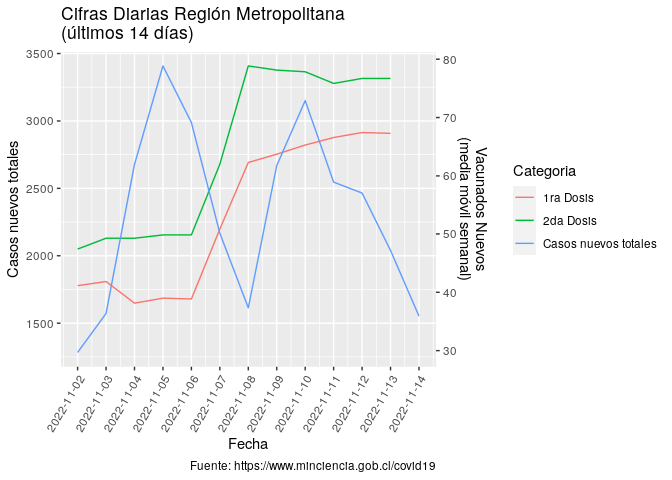 Cifras Diarias Región Metropolitana
(últimos 14 días)
Casos nuevos totales
3500
3000
2500
2000
1500
80
70
60
50
40
30
Vacunados Nuevos
(media móvil semanal)
2022-11-02
2022-11-03
2022-11-04
2022-11-05
2022-11-06
2022-11-07
2022-11-08
2022-11-09
2022-11-10
2022-11-11
2022-11-12
2022-11-13
2022-11-14
Fecha
Categoria
1ra Dosis
2da Dosis
Casos nuevos totales
Fuente: https://www.minciencia.gob.cl/covid19